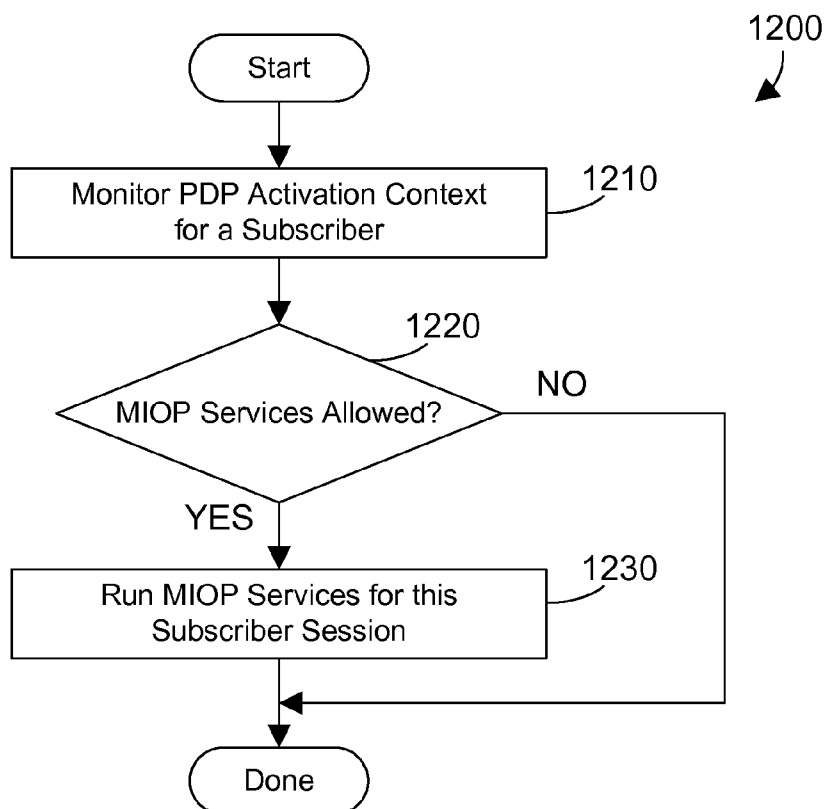 1200
Start
Monitor PDP Activation Context
for a Subscriber
1210
1220
MIOP Services Allowed?
NO
YES
Run MIOP Services for this
Subscriber Session
1230
Done